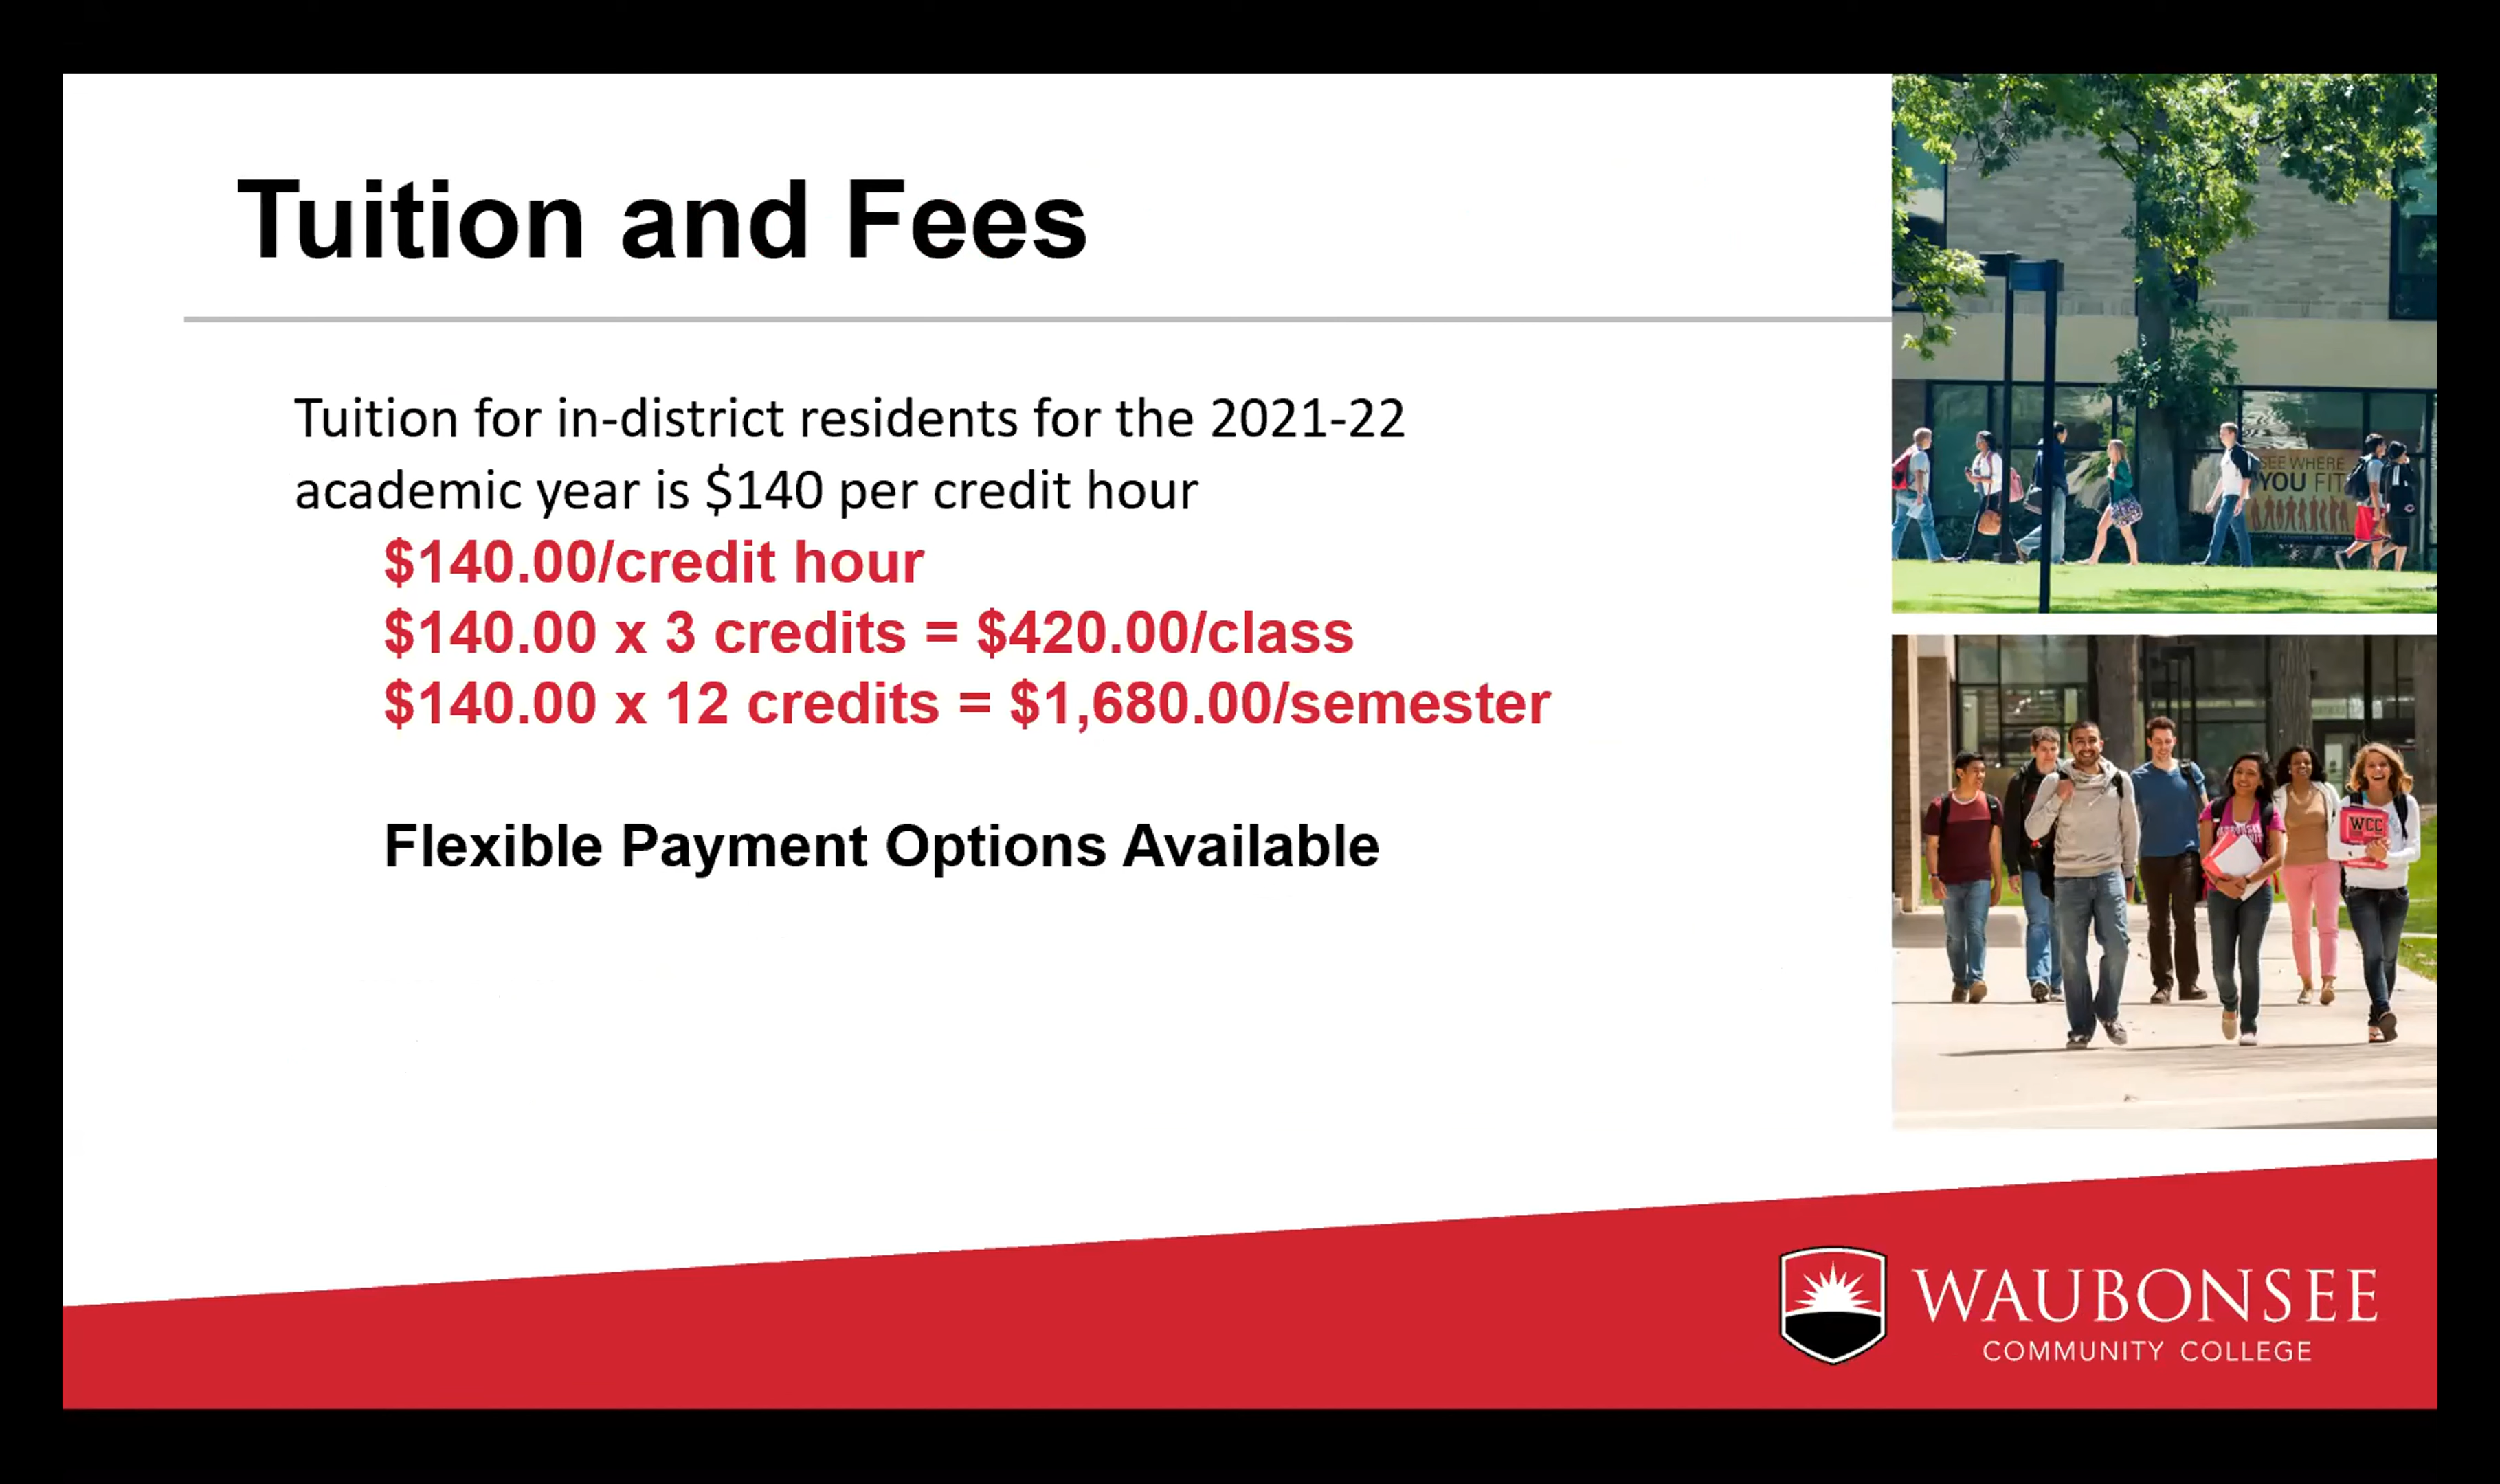 Tuition and Fees
Tuition for in-district residents for the 2021-22
academic year is $140 per credit hour
$140.00/credit hour
$140.00 x 3 credits = $420.00/class
$140.00 x 12 credits = $1,680.00/semester
Flexible Payment Options Available
SEE WHERE
YOU FIT
WCC
WAUBONSEE
COMMUNITY COLLEGE